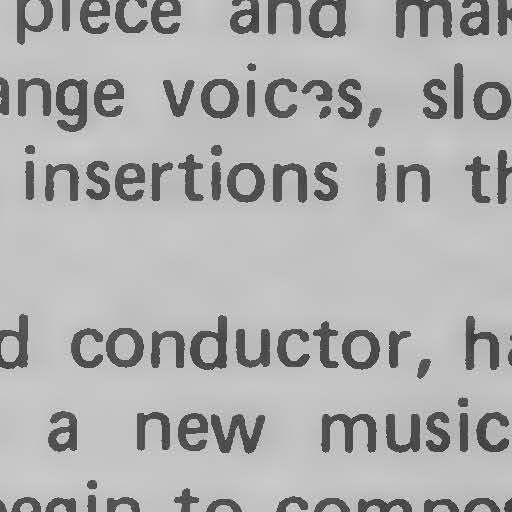 piece and mak
ange voices, slo
insertions in th
d conductor, ha
a new music
begin to compos